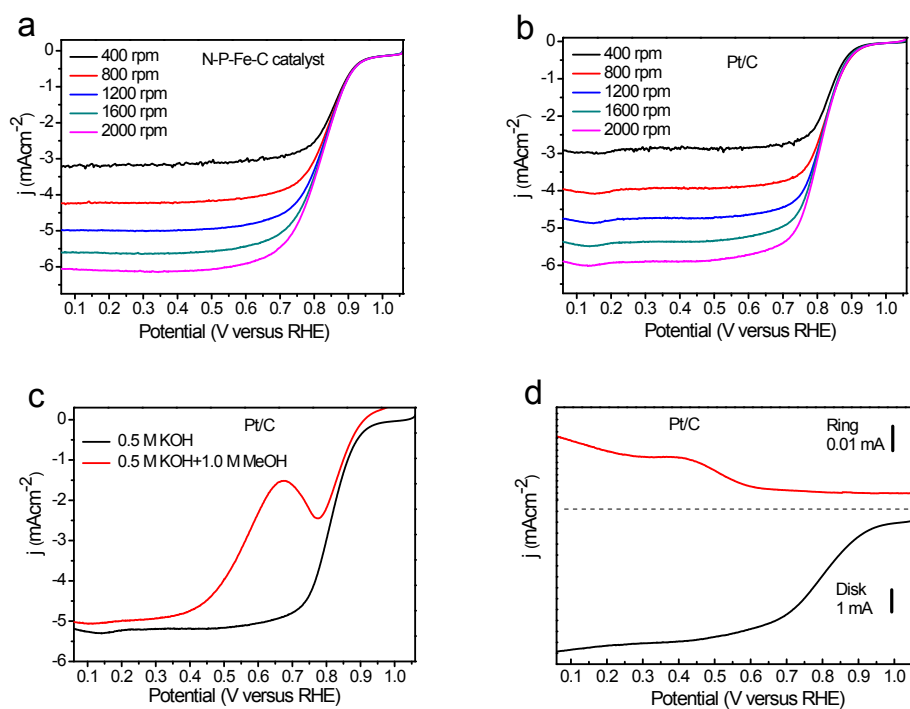 a
400 rpm
800 rpm
1200 rpm
1600 rpm
2000 rpm
N-P-Fe-C catalyst
0
-1
-2
-3
-4
-5
-6
j (mAcm-2)
0.1 0.2 0.3 0.4 0.5 0.6 0.7 0.8 0.9 1.0
Potential (V versus RHE)
b
400 rpm
800 rpm
1200 rpm
1600 rpm
2000 rpm
Pt/C
0
-1
-2
-3
-4
-5
-6
j (mAcm-2)
0.1 0.2 0.3 0.4 0.5 0.6 0.7 0.8 0.9 1.0
Potential (V versus RHE)
c
Pt/C
0.5 M KOH
0.5 M KOH+1.0 M MeOH
0
-1
-2
-3
-4
-5
-6
j (mAcm-2)
0.1 0.2 0.3 0.4 0.5 0.6 0.7 0.8 0.9 1.0
Potential (V versus RHE)
d
Pt/C
Ring
0.01 mA
Disk
1 mA
j (mAcm-2)
0.1 0.2 0.3 0.4 0.5 0.6 0.7 0.8 0.9 1.0
Potential (V versus RHE)